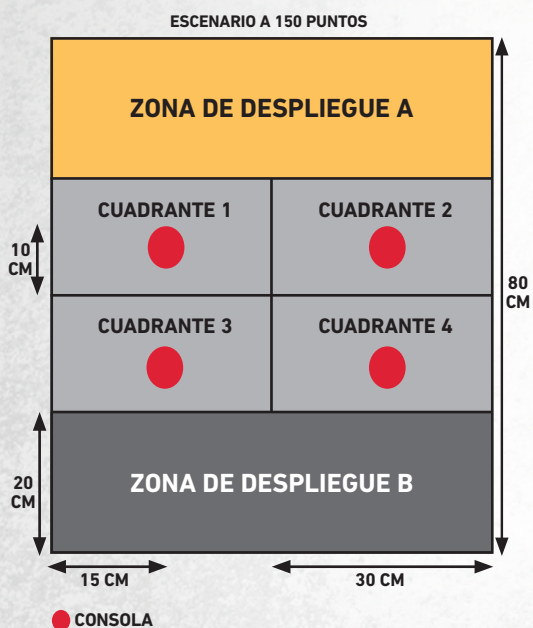 ESCENARIO A 150 PUNTOS
ZONA DE DESPLIEGUE A
CUADRANTE 1
CUADRANTE 2
10
CM
80
CM
CUADRANTE 3
CUADRANTE 4
20
CM
ZONA DE DESPLIEGUE B
15 CM
30 CM
CONSOLA